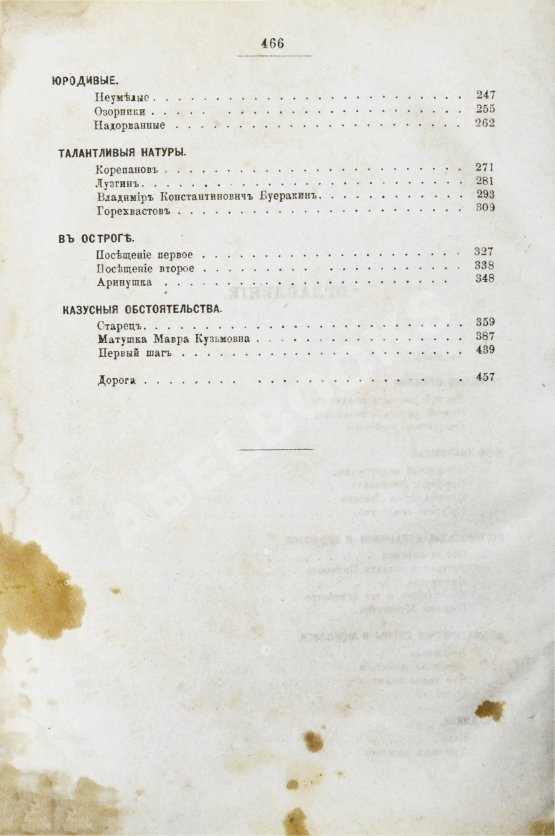 466
ЮРОДИВЫЕ.
Неумѣлые . . . . . . . . . . . . . . . . . . . . . . 247
Озорники . . . . . . . . . . . . . . . . . . . . . . 255
Надорванные . . . . . . . . . . . . . . . . . . . . . 262
ТАЛАНТЛИВЫЯ НАТУРЫ.
Корепановъ . . . . . . . . . . . . . . . . . . . . . 271
Лузгинъ . . . . . . . . . . . . . . . . . . . . . . 281
Владиміръ Константиновичъ Буеракинъ . . . . . . . . . . 293
Горехвастовъ . . . . . . . . . . . . . . . . . . . . 309
ВЪ ОСТРОГѢ.
Посѣщеніе первое . . . . . . . . . . . . . . . . . . . 327
Посѣщеніе второе . . . . . . . . . . . . . . . . . . . 338
Аринушка . . . . . . . . . . . . . . . . . . . . . . 348
КАЗУСНЫЯ ОБСТОЯТЕЛЬСТВА.
Старецъ . . . . . . . . . . . . . . . . . . . . . . 359
Матушка Мавра Кузьмовна . . . . . . . . . . . . . . . 387
Первый шагъ . . . . . . . . . . . . . . . . . . . . . 439
Дорога . . . . . . . . . . . . . . . . . . . . . . . 457